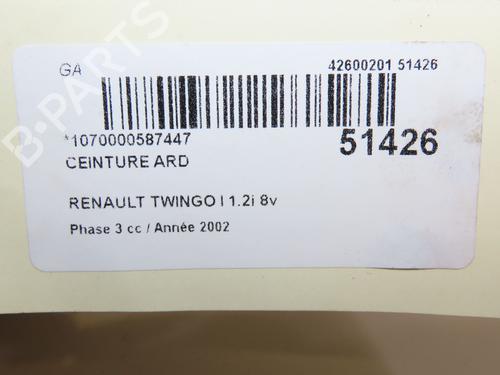 GA
42600201 51426
*1070000587447
51426
CEINTURE ARD
RENAULT TWINGO I 1.2i 8v
Phase 3 cc / Année 2002
B-PARTS